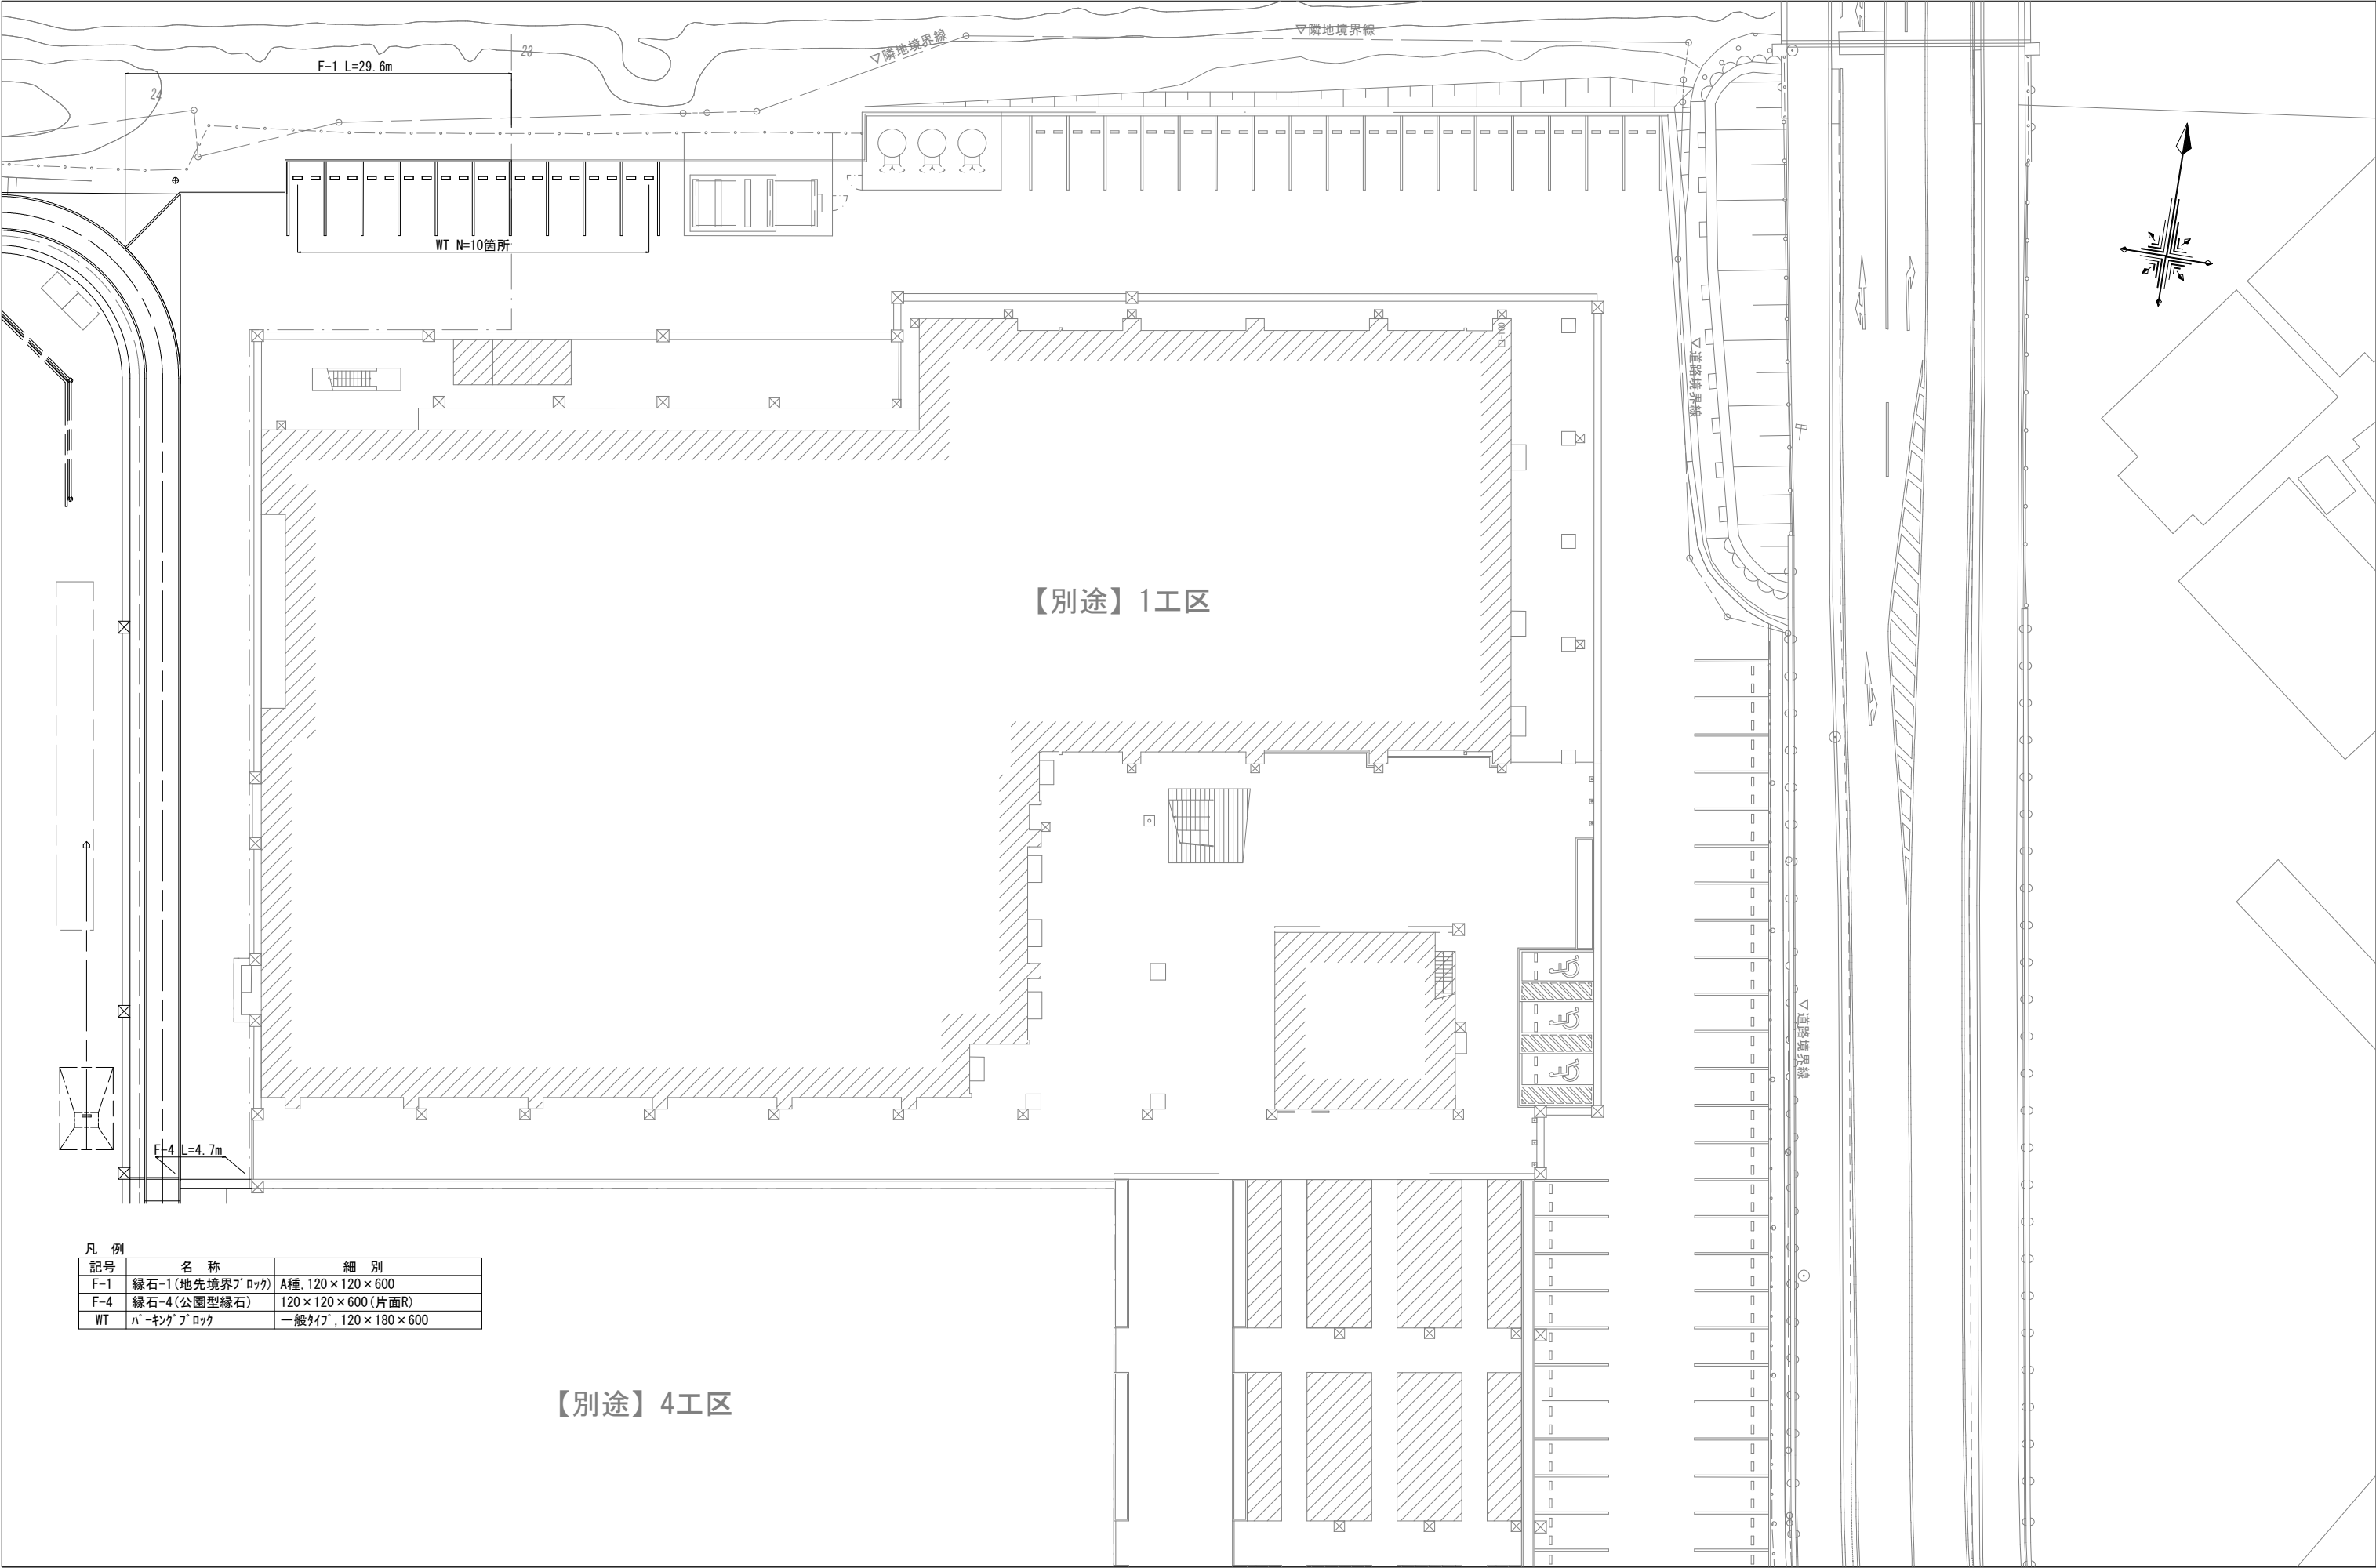 ▽隣地境界線
▽隣地境界線
23
F-1 L=29.6m
24
WT N=10箇所
▽道路境界線
【別途】1工区
▽道路境界線
F-4 L=4.7m
凡 例
記号 名 称 細 別
F-1 縁石-1(地先境界ﾌﾞﾛｯｸ) A種, 120×120×600
F-4 縁石-4(公園型縁石) 120×120×600(片面R)
WT ﾊﾟｰｷﾝｸﾞﾌﾞﾛｯｸ 一般ﾀｲﾌﾟ, 120×180×600
【別途】4工区